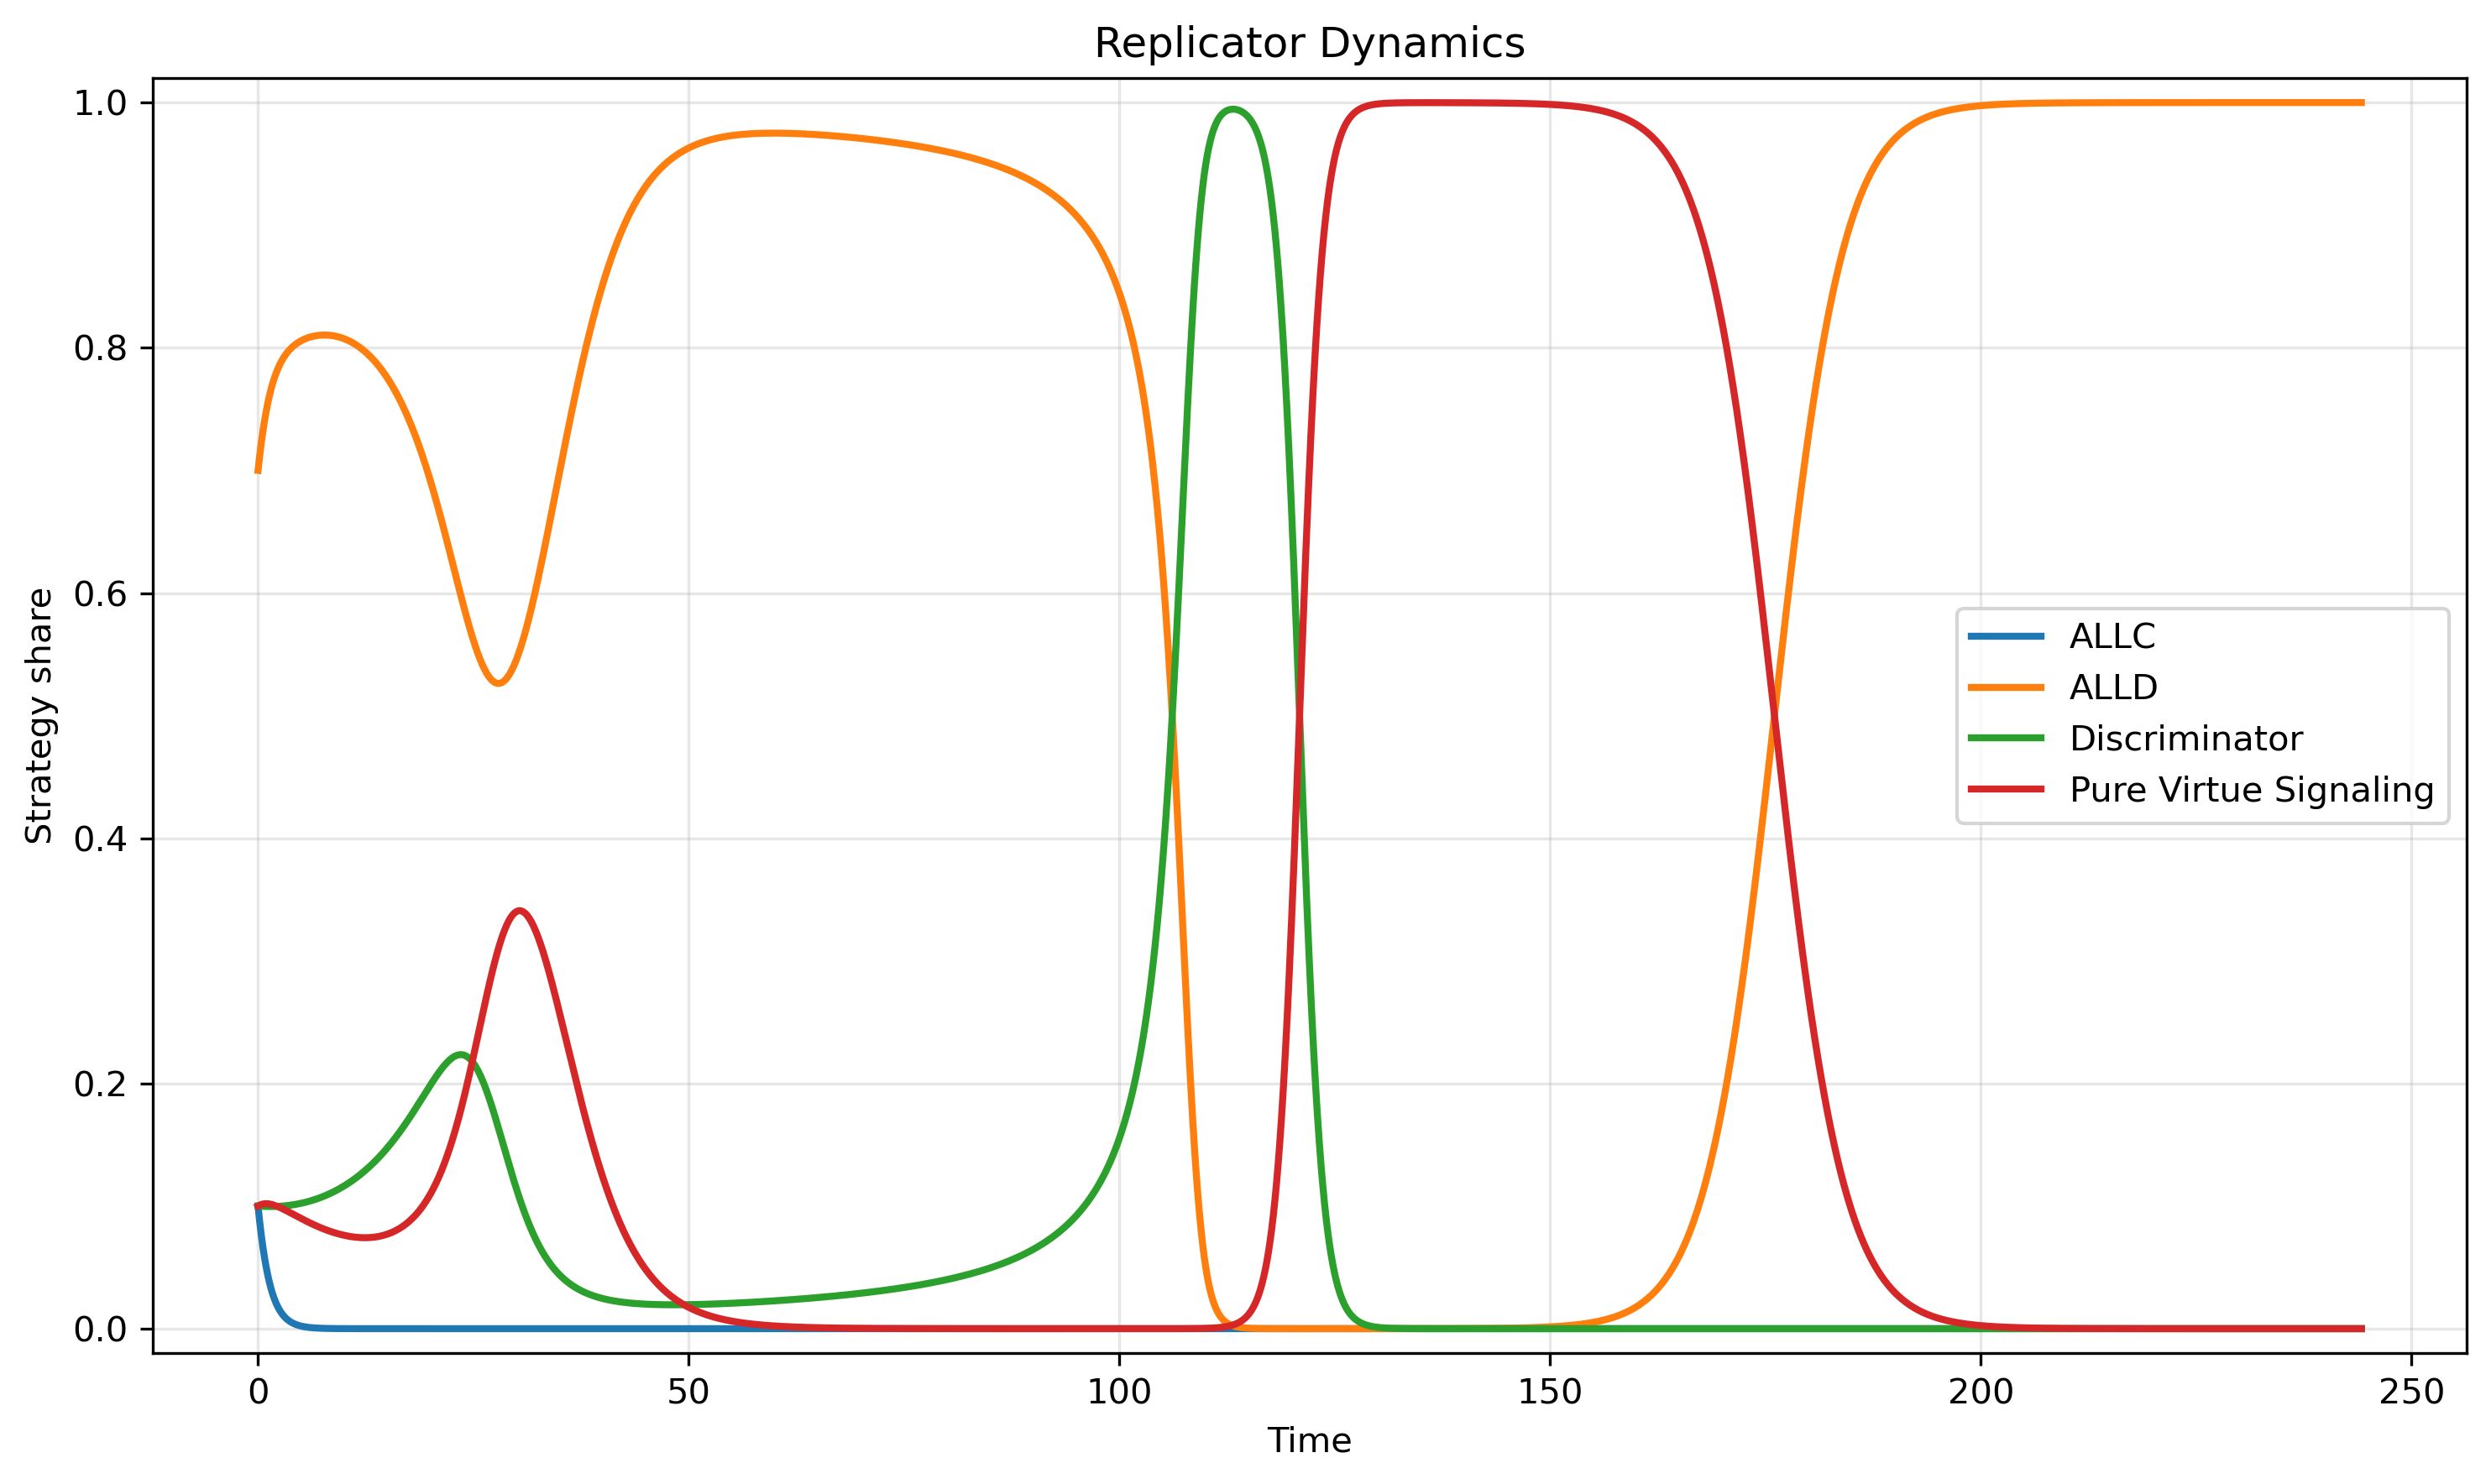 Replicator Dynamics
Strategy share
1.0
0.8
0.6
0.4
0.2
0.0
ALLC
ALLD
Discriminator
Pure Virtue Signaling
0 50 100 150 200 250
Time